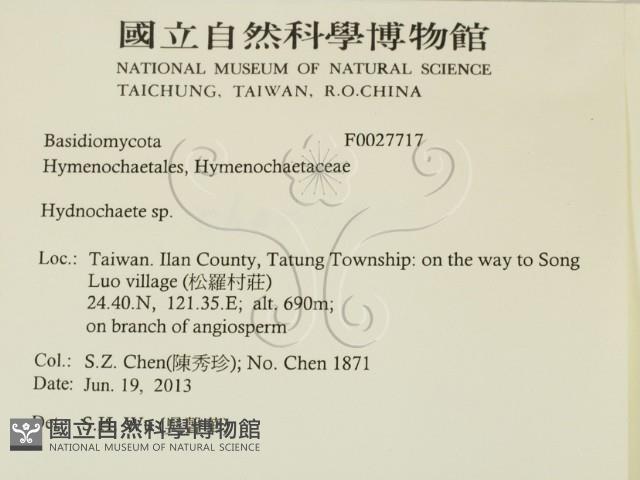 國立自然科學博物館
NATIONAL MUSEUM OF NATURAL SCIENCE
TAICHUNG, TAIWAN, R.O.CHINA
Basidiomycota F0027717
Hymenochaetales, Hymenochaetaceae
Hydnochaete sp.
Loc.: Taiwan. Ilan County, Tatung Township: on the way to Song
Luo village (松羅村莊)
24.40.N, 121.35.E; alt. 690m;
on branch of angiosperm
Col.: S.Z. Chen(陳秀珍); No. Chen 1871
Date: Jun. 19, 2013
國立自然科學博物館
NATIONAL MUSEUM OF NATURAL SCIENCE